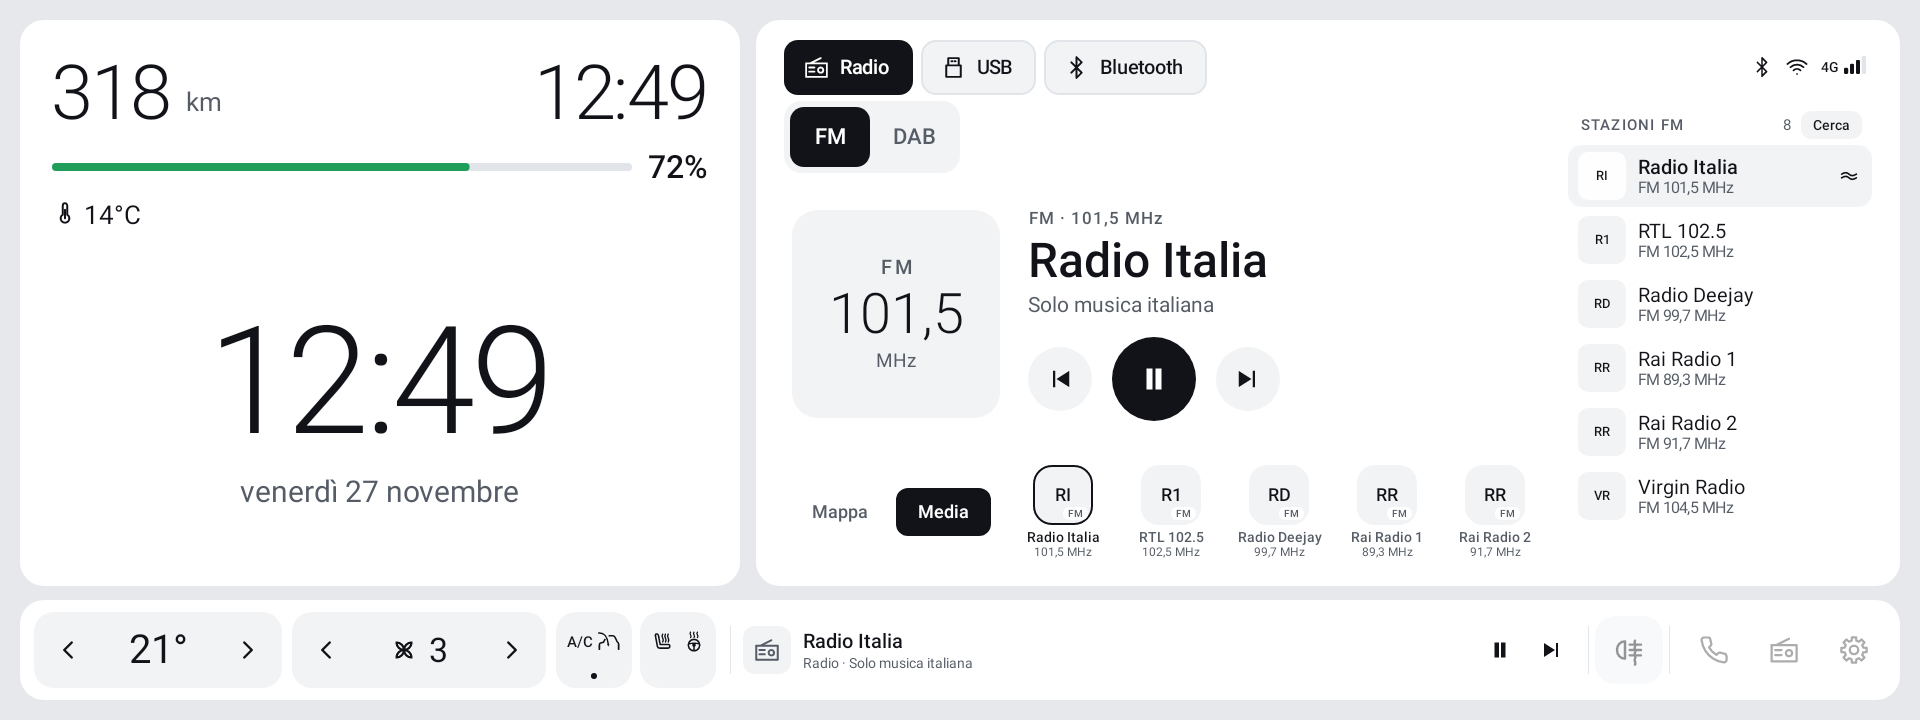 318 km
12:49
72%
14°C
12:49
venerdì 27 novembre
Radio
USB
Bluetooth
4G
FM
DAB
FM
101,5
MHz
FM · 101,5 MHz
Radio Italia
Solo musica italiana
Mappa
Media
RI
FM
Radio Italia
101,5 MHz
R1
FM
RTL 102.5
102,5 MHz
RD
FM
Radio Deejay
99,7 MHz
RR
FM
Rai Radio 1
89,3 MHz
RR
FM
Rai Radio 2
91,7 MHz
STAZIONI FM
8
Cerca
RI
Radio Italia
FM 101,5 MHz
R1
RTL 102.5
FM 102,5 MHz
RD
Radio Deejay
FM 99,7 MHz
RR
Rai Radio 1
FM 89,3 MHz
RR
Rai Radio 2
FM 91,7 MHz
VR
Virgin Radio
FM 104,5 MHz
21°
3
A/C
Radio Italia
Radio · Solo musica italiana